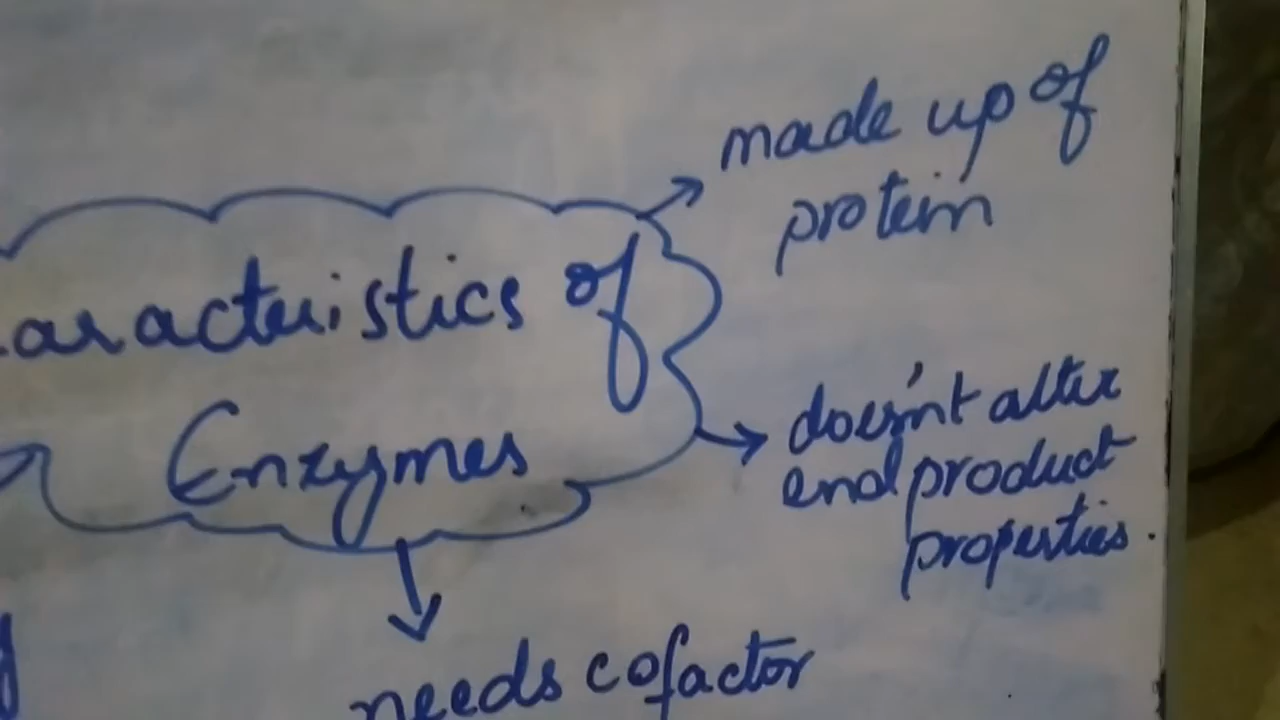 made up of
protein
aracteristics of
Enzymes
doesn't alter
end product
properties.
needs cofactor